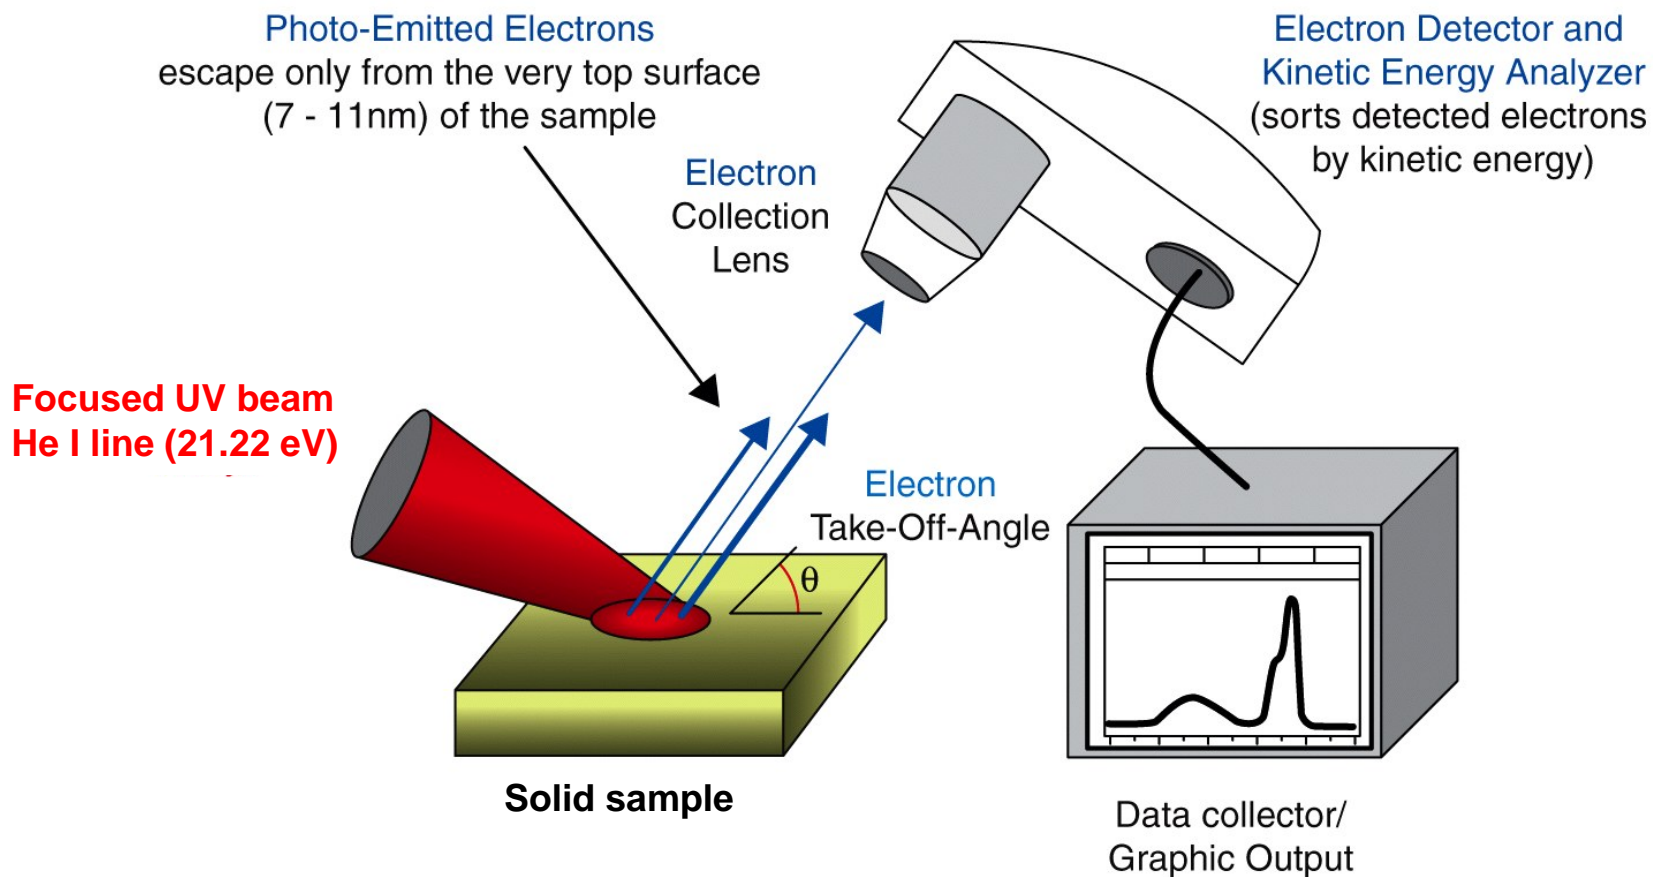 Photo-Emitted Electrons
escape only from the very top surface
(7 - 11nm) of the sample
Electron Detector and
Kinetic Energy Analyzer
(sorts detected electrons
by kinetic energy)
Electron
Collection
Lens
Focused UV beam
He I line (21.22 eV)
Electron
Take-Off-Angle
θ
Solid sample
Data collector/
Graphic Output